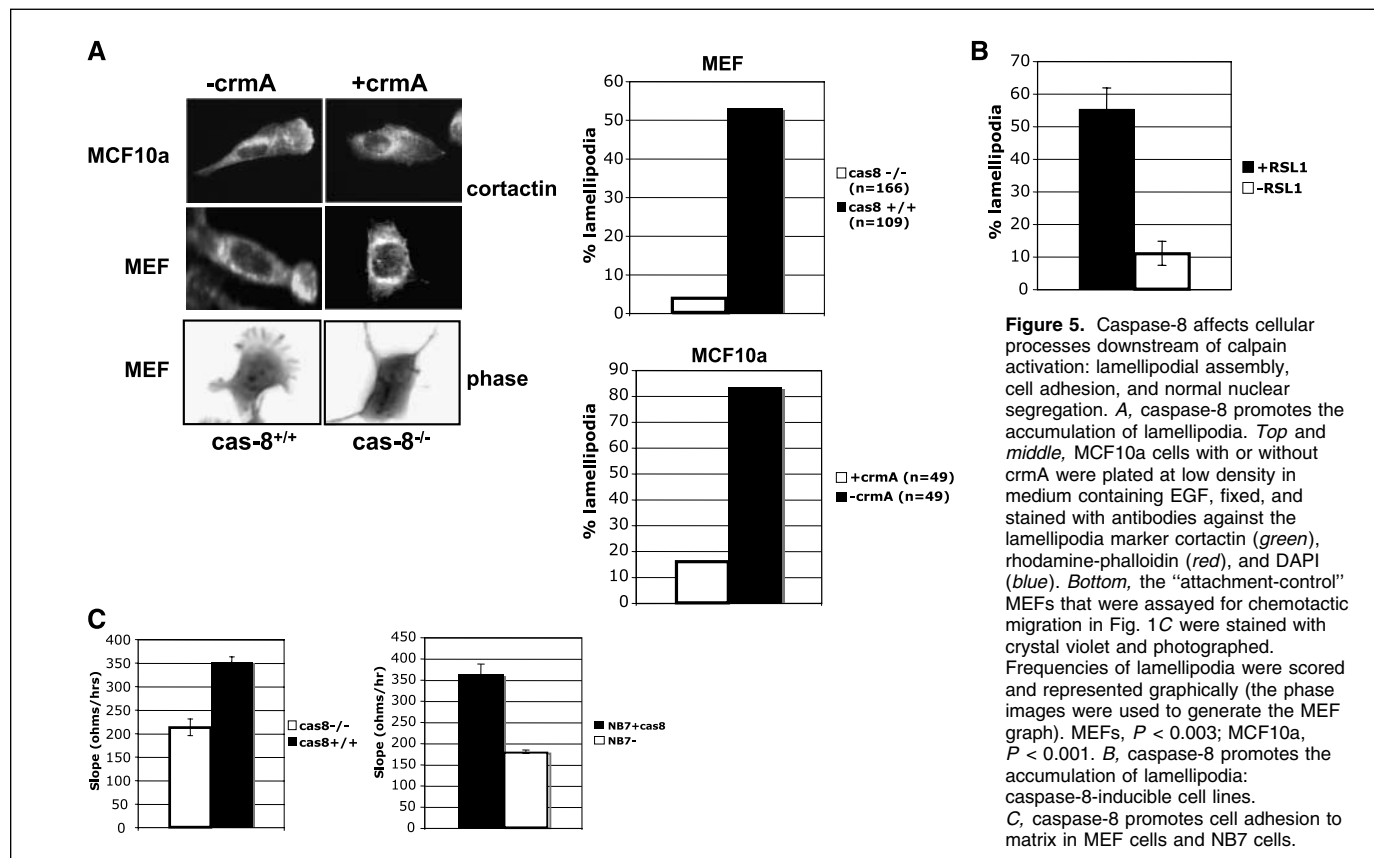 A
-crmA +crmA
MCF10a
cortactin
MEF
MEF
phase
cas-8+/+ cas-8-/-
MEF
% lamellipodia
60
50
40
30
20
10
0
cas8 -/-
(n=166)
cas8 +/+
(n=109)
MCF10a
% lamellipodia
90
80
70
60
50
40
30
20
10
0
+crmA (n=49)
-crmA (n=49)
B
% lamellipodia
70
60
50
40
30
20
10
0
+RSL1
-RSL1
C
Slope (ohms/hrs)
400
350
300
250
200
150
100
50
0
cas8-/-
cas8+/+
Slope (ohms/hr)
450
400
350
300
250
200
150
100
50
0
NB7+cas8
NB7-
Figure 5. Caspase-8 affects cellular
processes downstream of calpain
activation: lamellipodial assembly,
cell adhesion, and normal nuclear
segregation. A, caspase-8 promotes the
accumulation of lamellipodia. Top and
middle, MCF10a cells with or without
crmA were plated at low density in
medium containing EGF, fixed, and
stained with antibodies against the
lamellipodia marker cortactin (green),
rhodamine-phalloidin (red), and DAPI
(blue). Bottom, the “attachment-control”
MEFs that were assayed for chemotactic
migration in Fig. 1C were stained with
crystal violet and photographed.
Frequencies of lamellipodia were scored
and represented graphically (the phase
images were used to generate the MEF
graph). MEFs, P < 0.003; MCF10a,
P < 0.001. B, caspase-8 promotes the
accumulation of lamellipodia:
caspase-8-inducible cell lines.
C, caspase-8 promotes cell adhesion to
matrix in MEF cells and NB7 cells.